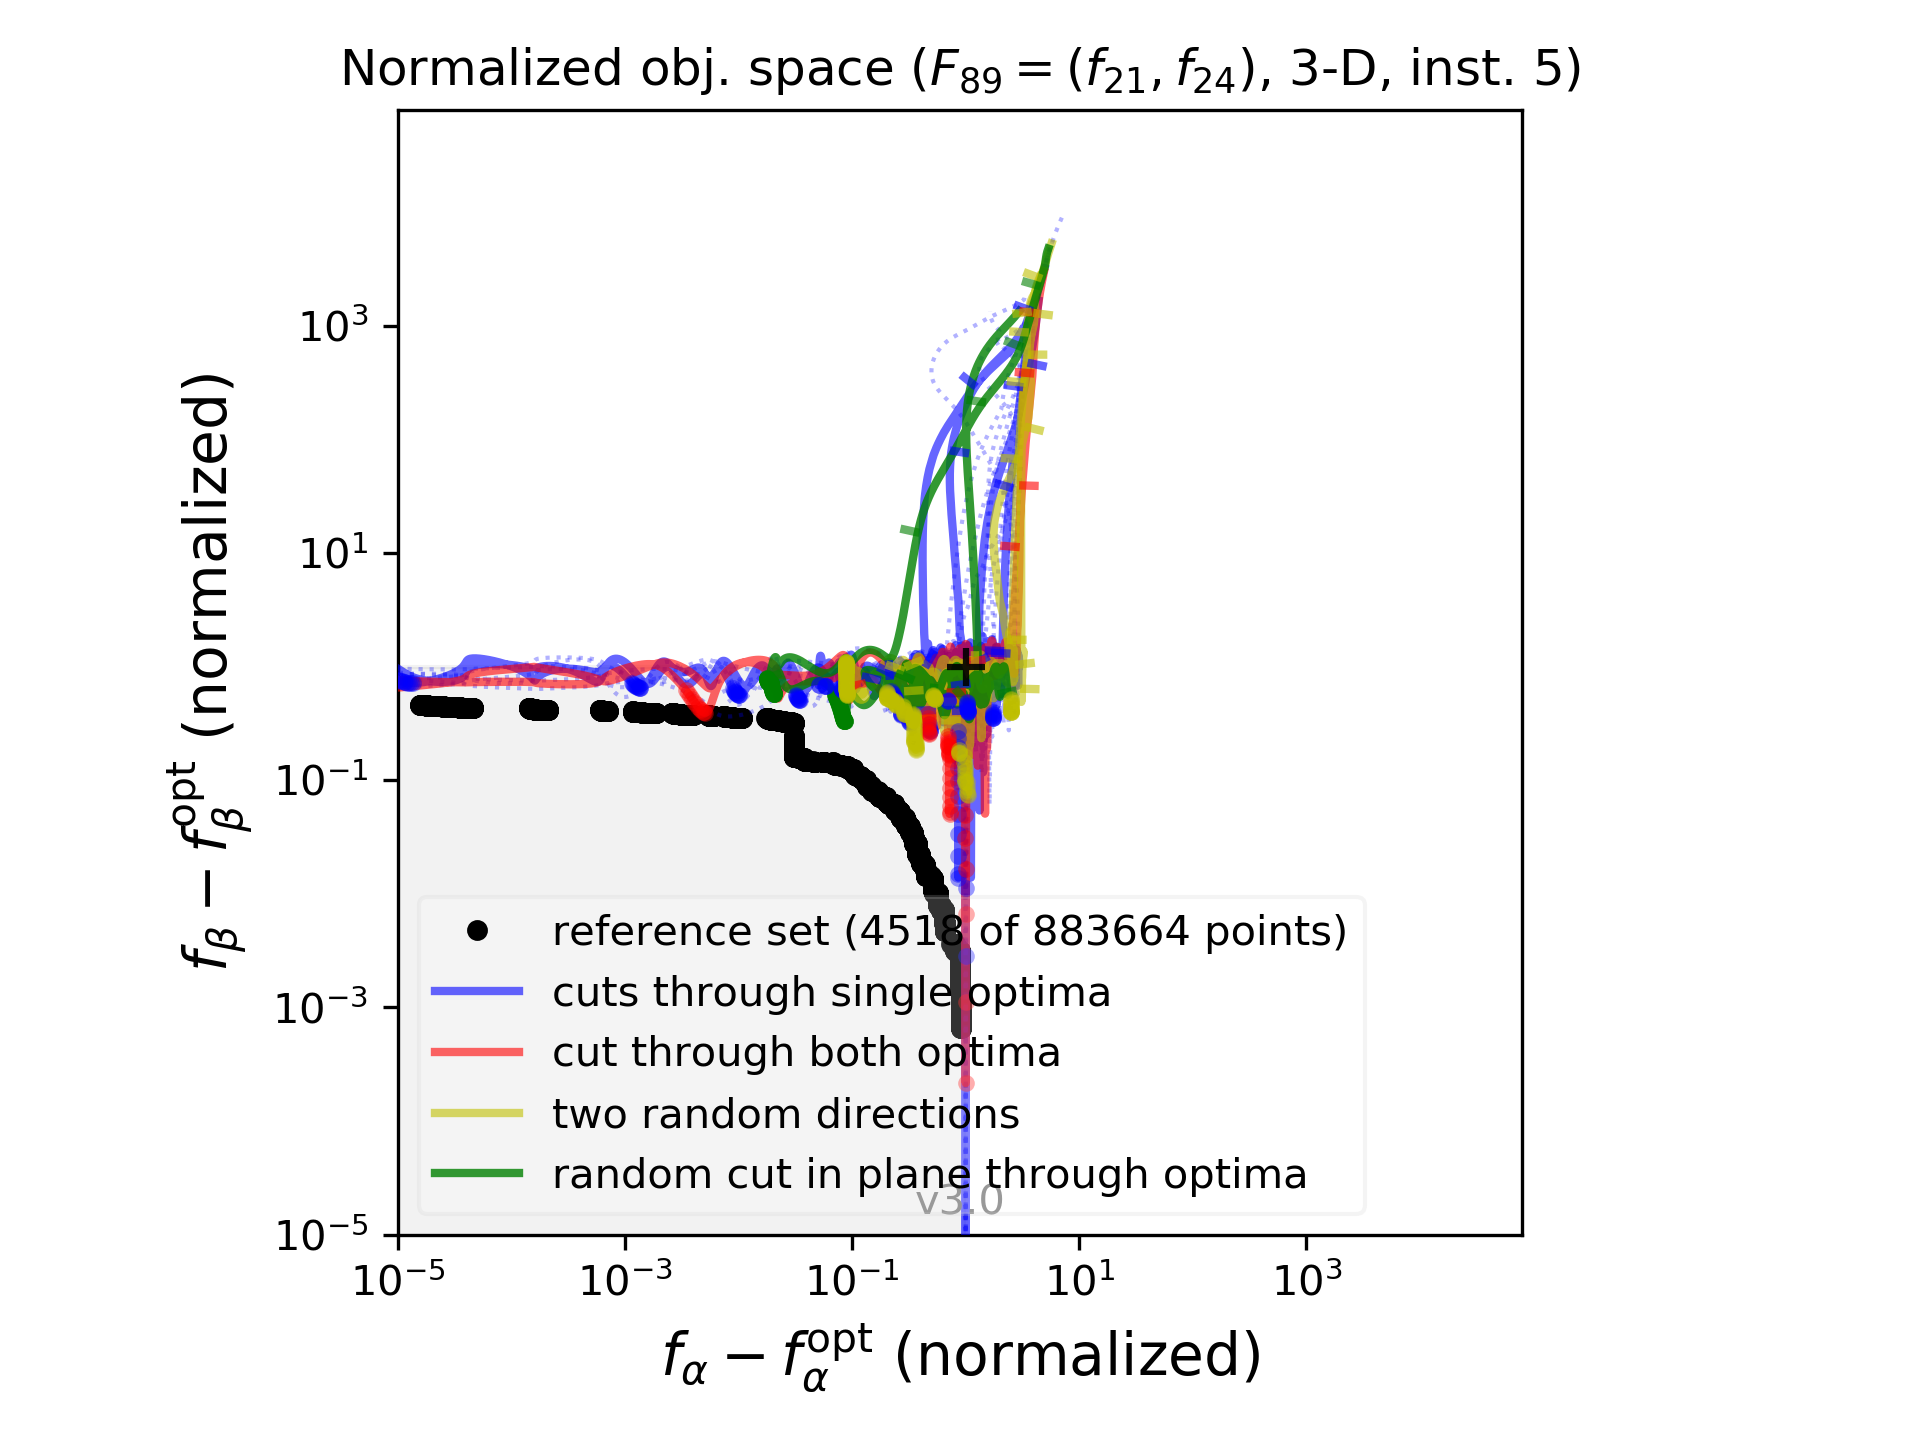 Normalized obj. space (F₈₉ = (f₂₁, f₂₄), 3-D, inst. 5)
f_β − f_β^opt (normalized)
10³
10¹
10⁻¹
10⁻³
10⁻⁵
reference set (4518 of 883664 points)
cuts through single optima
cut through both optima
two random directions
random cut in plane through optima
v3.0
10⁻⁵ 10⁻³ 10⁻¹ 10¹ 10³
f_α − f_α^opt (normalized)